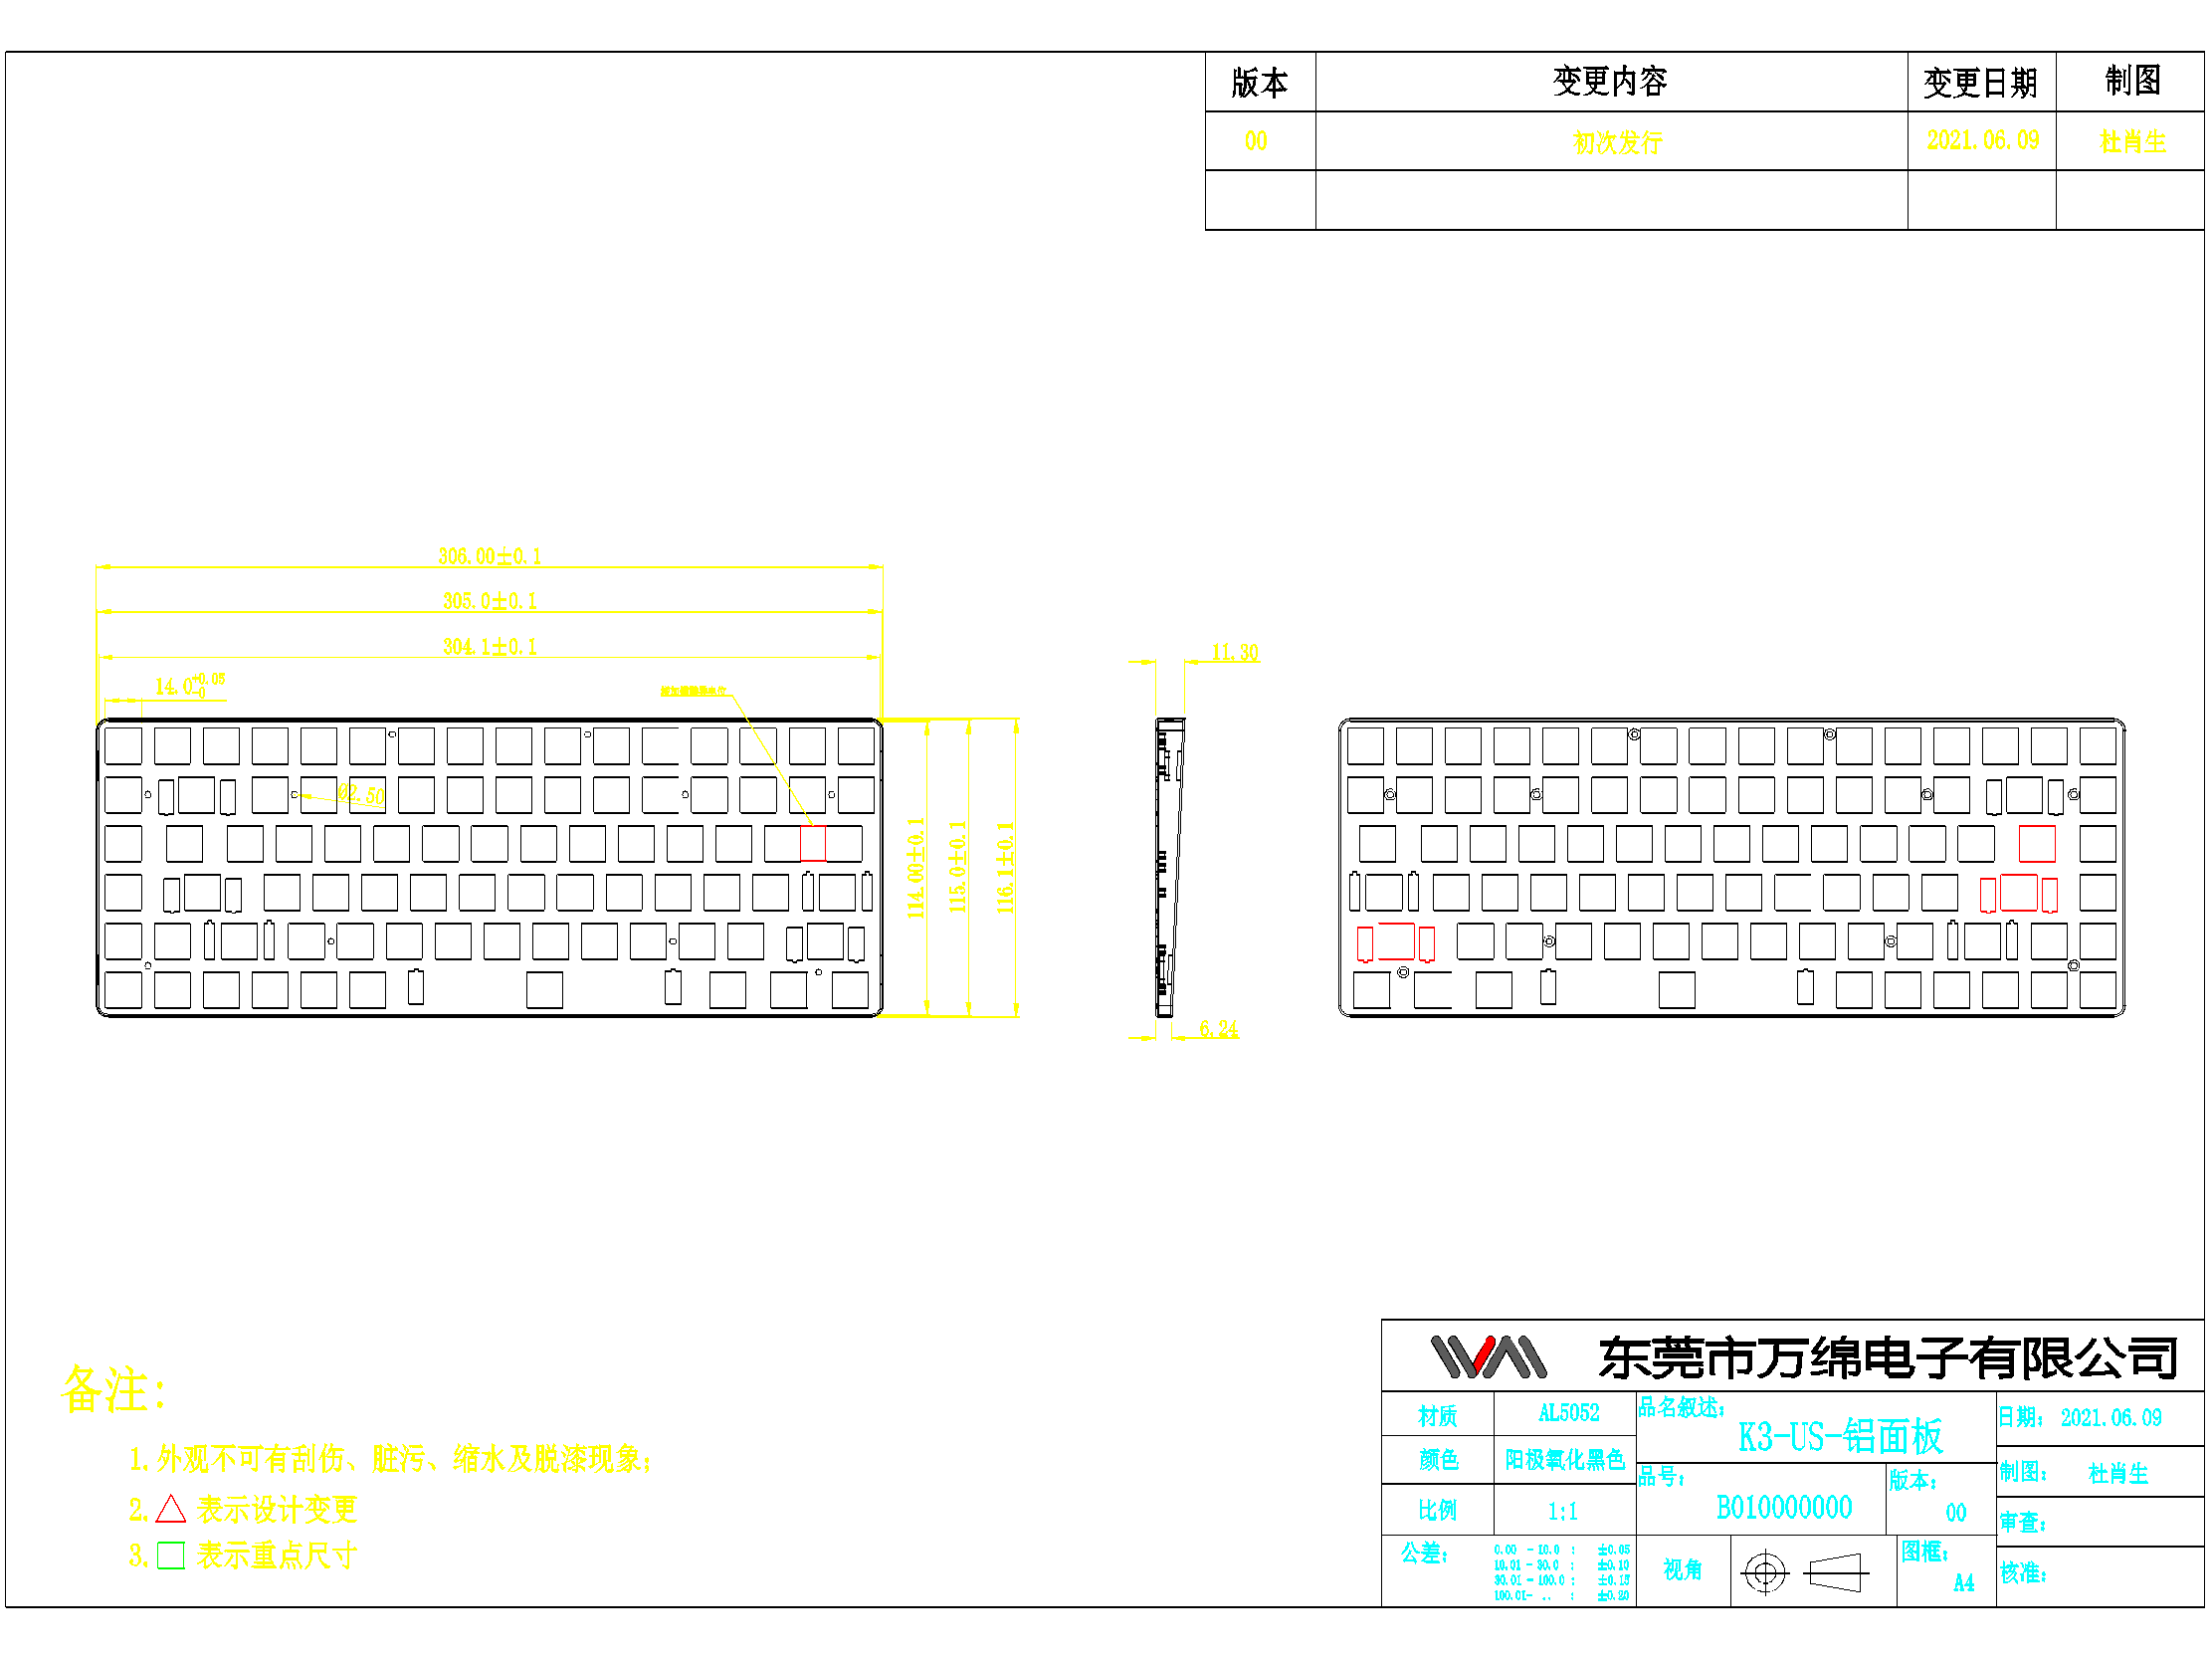 版本 变更内容 变更日期 制图
00 初次发行 2021.06.09 杜肖生
306.00±0.1
305.0±0.1
304.1±0.1
14.0+0.05 -0
Ø2.50
114.00±0.1
115.0±0.1
116.1±0.1
11.30
6.24
备注:
1.外观不可有刮伤、脏污、缩水及脱漆现象;
2.△ 表示设计变更
3.□ 表示重点尺寸
东莞市万绵电子有限公司
材质 AL5052
颜色 阳极氧化黑色
比例 1:1
公差:
0.00 - 10.0 : ±0.05
10.01 - 30.0 : ±0.10
30.01 - 100.0 : ±0.15
100.01- .. : ±0.20
品名叙述:
K3-US-铝面板
品号:
B010000000
版本:
00
视角
图框:
A4
日期: 2021.06.09
制图: 杜肖生
审查:
核准: